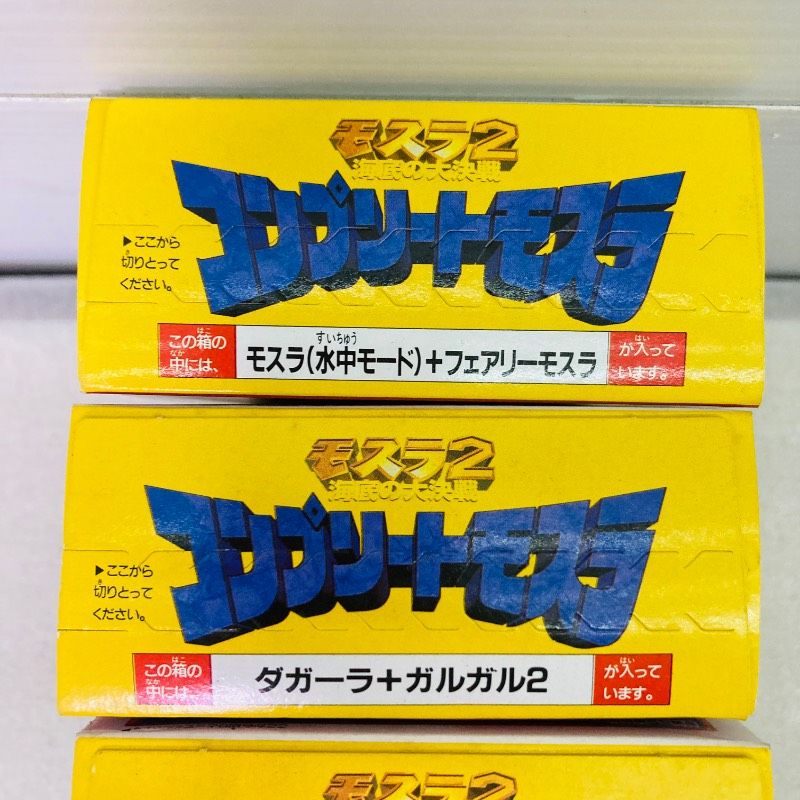 モスラ2
海底の大決戦
コンプリートモスラ
▶ここから
切りとって
ください。
この箱の
中には、
モスラ(水中モード)+フェアリーモスラ
が入って
います。
モスラ2
海底の大決戦
コンプリートモスラ
▶ここから
切りとって
ください。
この箱の
中には、
ダガーラ+ガルガル2
が入って
います。
モスラ2